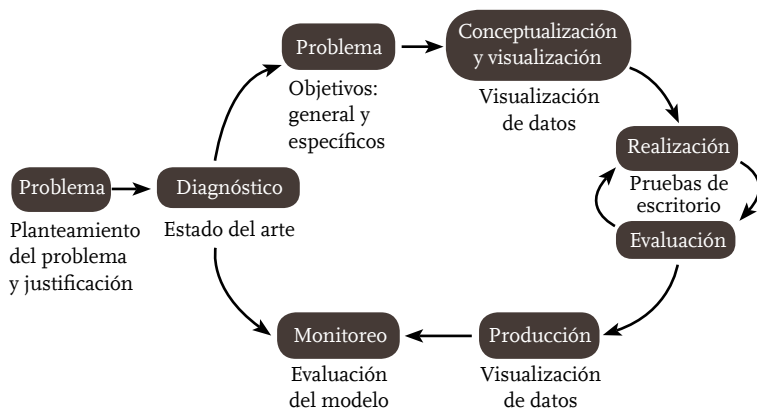 Problema
Planteamiento
del problema
y justificación
Diagnóstico
Estado del arte
Problema
Objetivos:
general y
específicos
Conceptualización
y visualización
Visualización
de datos
Realización
Pruebas de
escritorio
Evaluación
Producción
Visualización
de datos
Monitoreo
Evaluación
del modelo